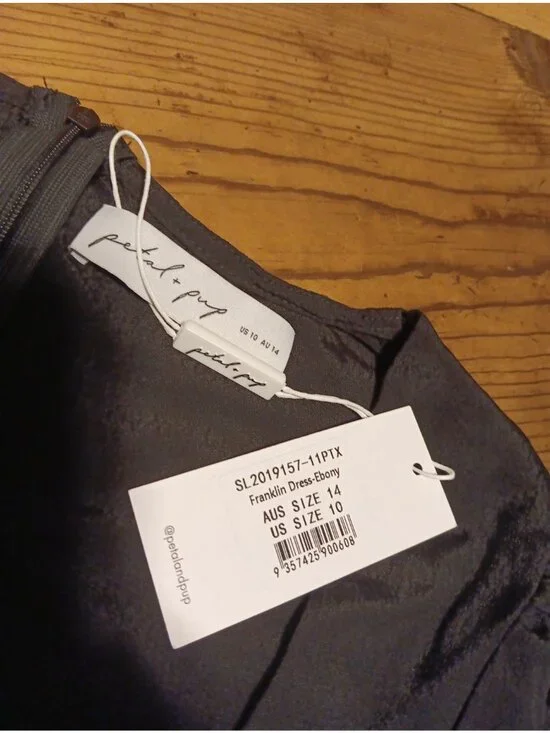 petal + pup
US 10 AU 14
petal + pup
SL2019157-11PTX
Franklin Dress-Ebony
AUS SIZE 14
US SIZE 10
9 357425 900608
@petalandpup